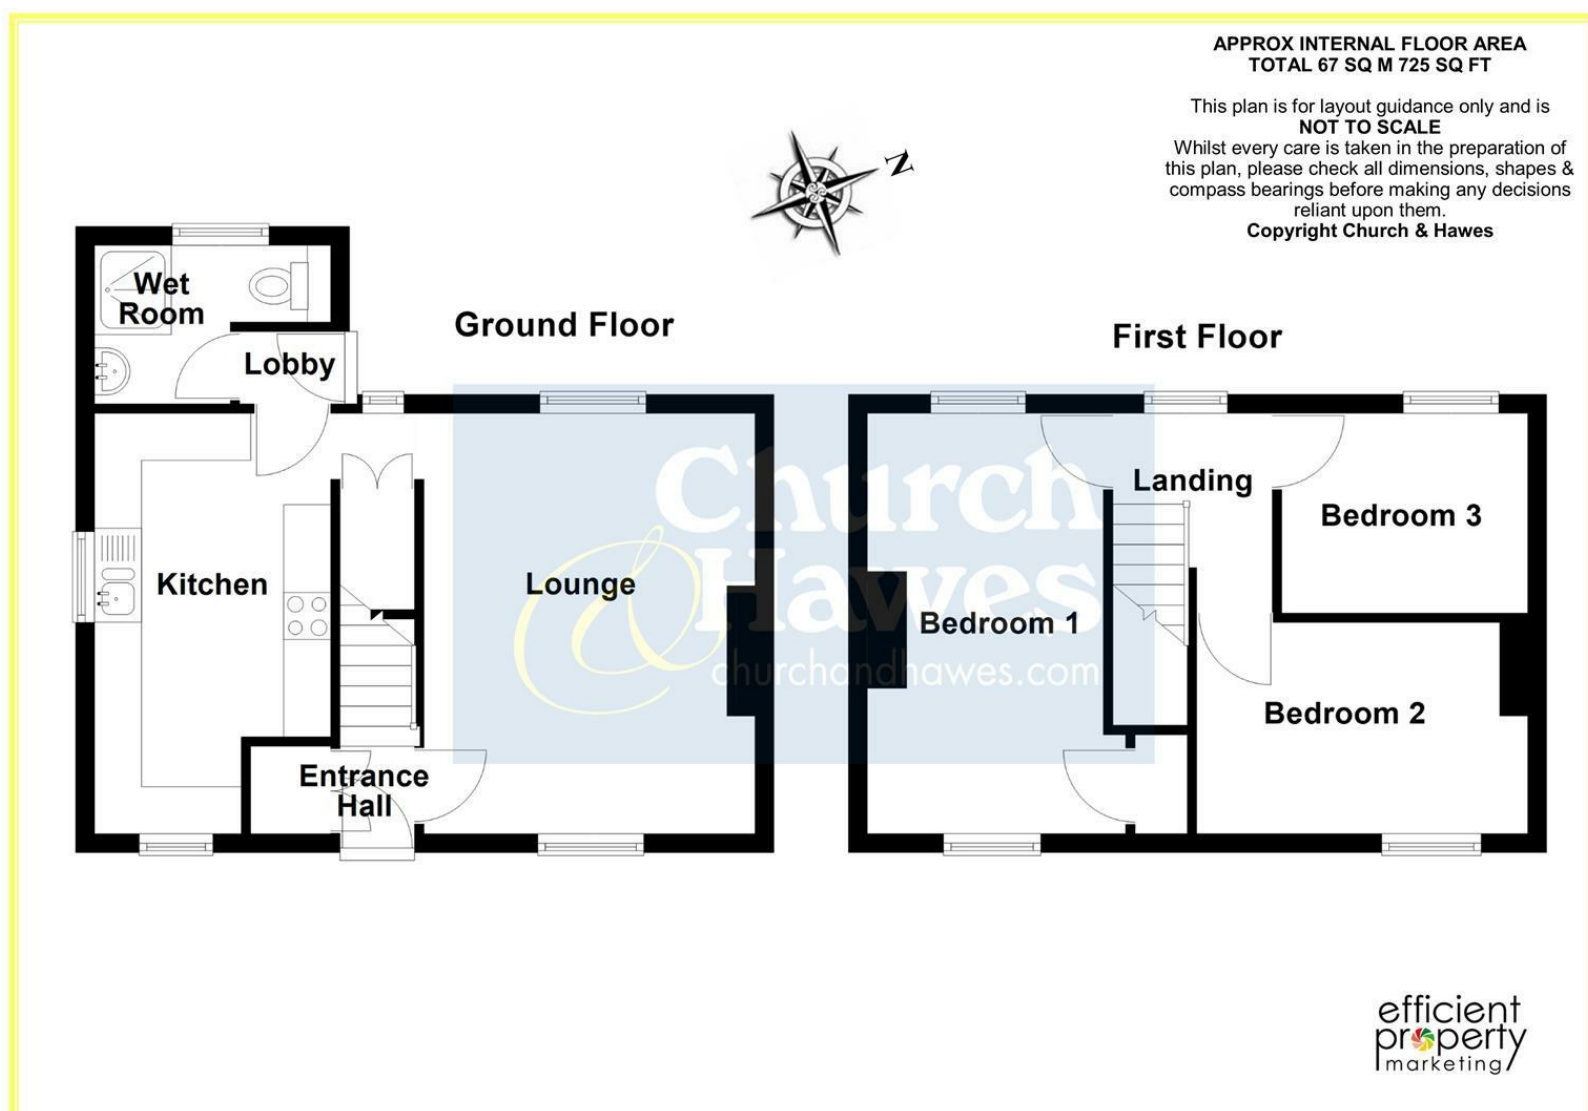 APPROX INTERNAL FLOOR AREA
TOTAL 67 SQ M 725 SQ FT
This plan is for layout guidance only and is
NOT TO SCALE
Whilst every care is taken in the preparation of
this plan, please check all dimensions, shapes &
compass bearings before making any decisions
reliant upon them.
Copyright Church & Hawes
N
Ground Floor
First Floor
Wet
Room
Lobby
Kitchen
Lounge
Entrance
Hall
Landing
Bedroom 3
Bedroom 1
Bedroom 2
Church
& Hawes
churchandhawes.com
efficient
property
marketing